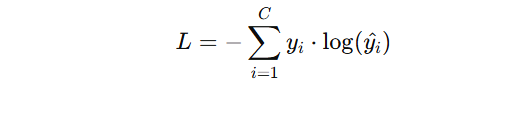 L = − ∑_{i=1}^{C} y_i · log(ŷ_i)